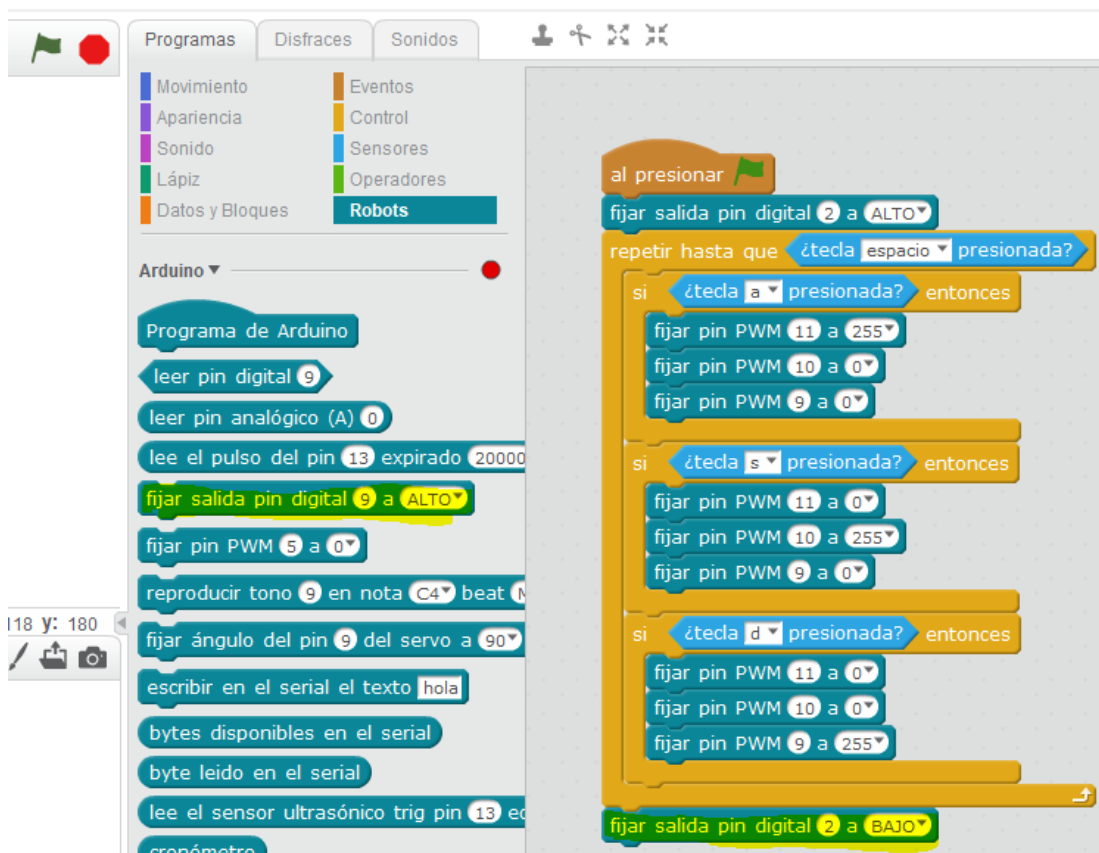 Programas Disfraces Sonidos
Movimiento Eventos
Apariencia Control
Sonido Sensores
Lápiz Operadores
Datos y Bloques Robots
Arduino
Programa de Arduino
leer pin digital 9
leer pin analógico (A) 0
lee el pulso del pin 13 expirado 20000
fijar salida pin digital 9 a ALTO
fijar pin PWM 5 a 0
reproducir tono 9 en nota C4 beat
fijar ángulo del pin 9 del servo a 90
escribir en el serial el texto hola
bytes disponibles en el serial
byte leido en el serial
lee el sensor ultrasónico trig pin 13
cronómetro
118 y: 180
al presionar
fijar salida pin digital 2 a ALTO
repetir hasta que ¿tecla espacio presionada?
si ¿tecla a presionada? entonces
fijar pin PWM 11 a 255
fijar pin PWM 10 a 0
fijar pin PWM 9 a 0
si ¿tecla s presionada? entonces
fijar pin PWM 11 a 0
fijar pin PWM 10 a 255
fijar pin PWM 9 a 0
si ¿tecla d presionada? entonces
fijar pin PWM 11 a 0
fijar pin PWM 10 a 0
fijar pin PWM 9 a 255
fijar salida pin digital 2 a BAJO